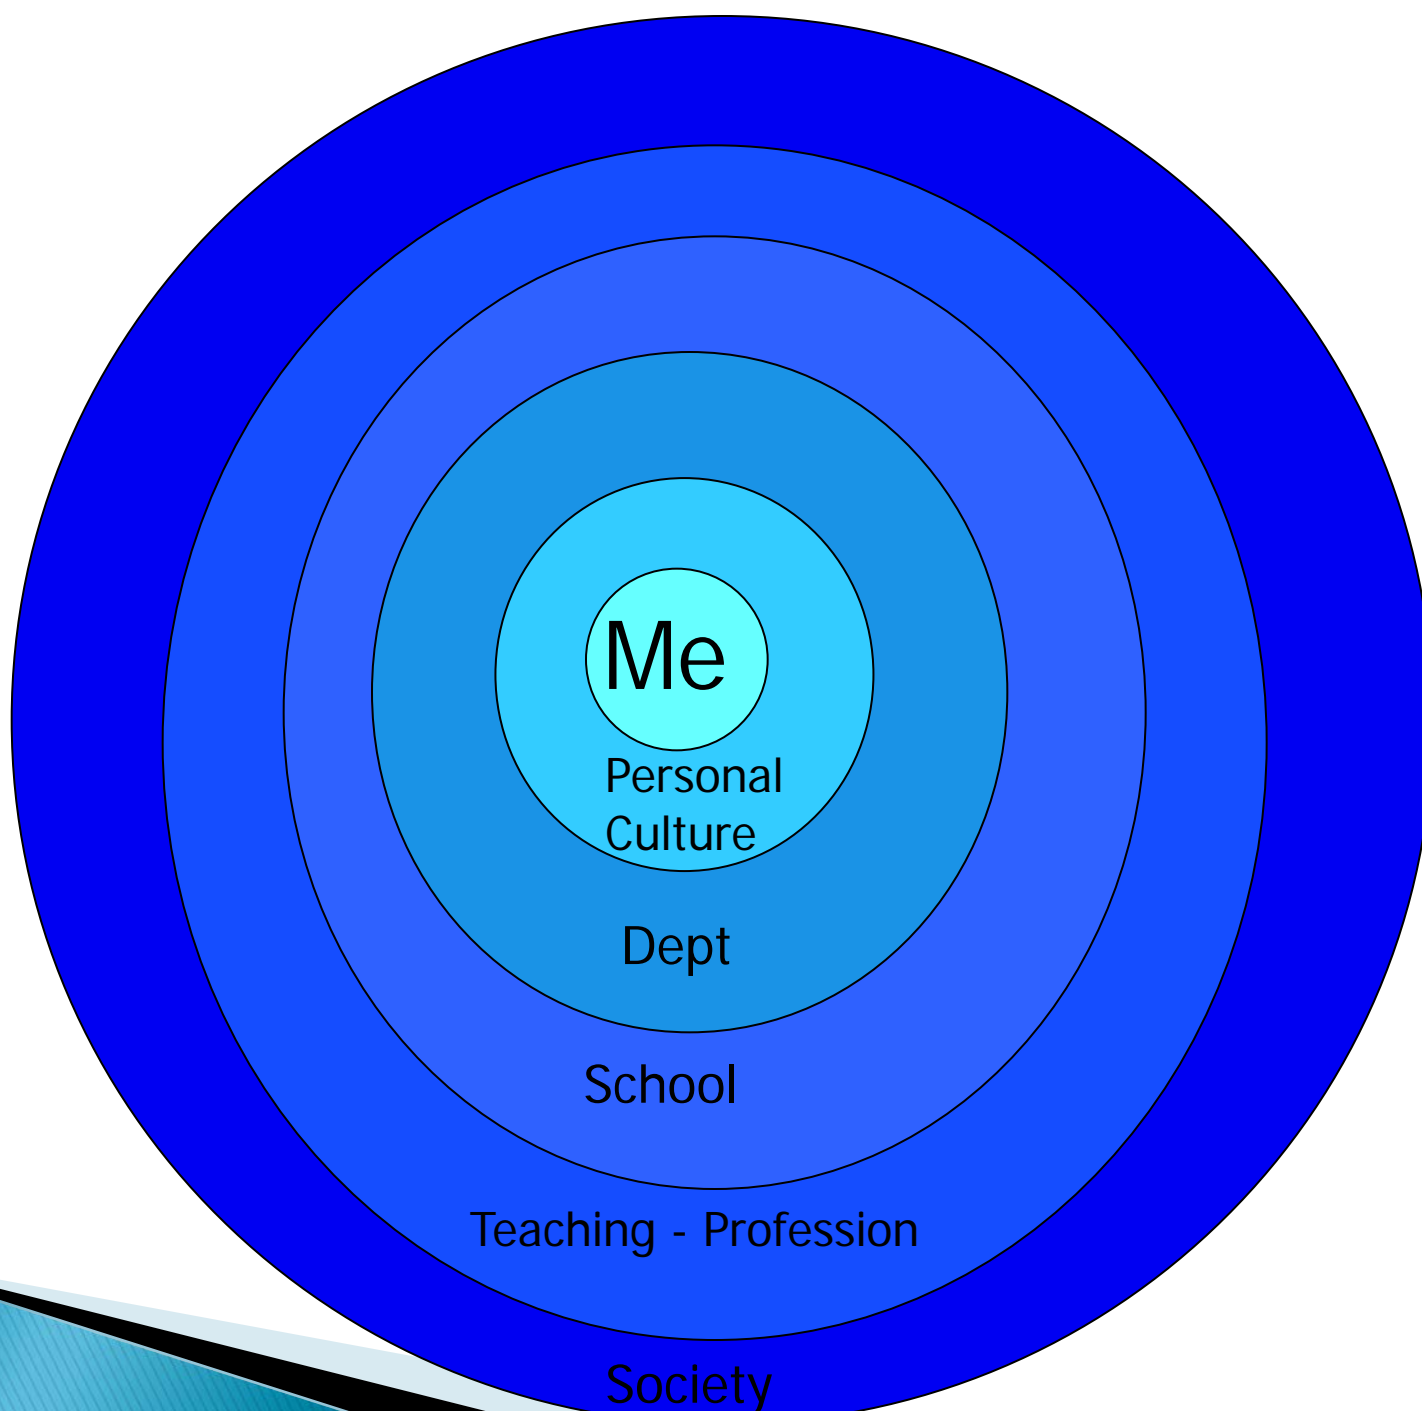 Me
Personal
Culture
Dept
School
Teaching - Profession
Society